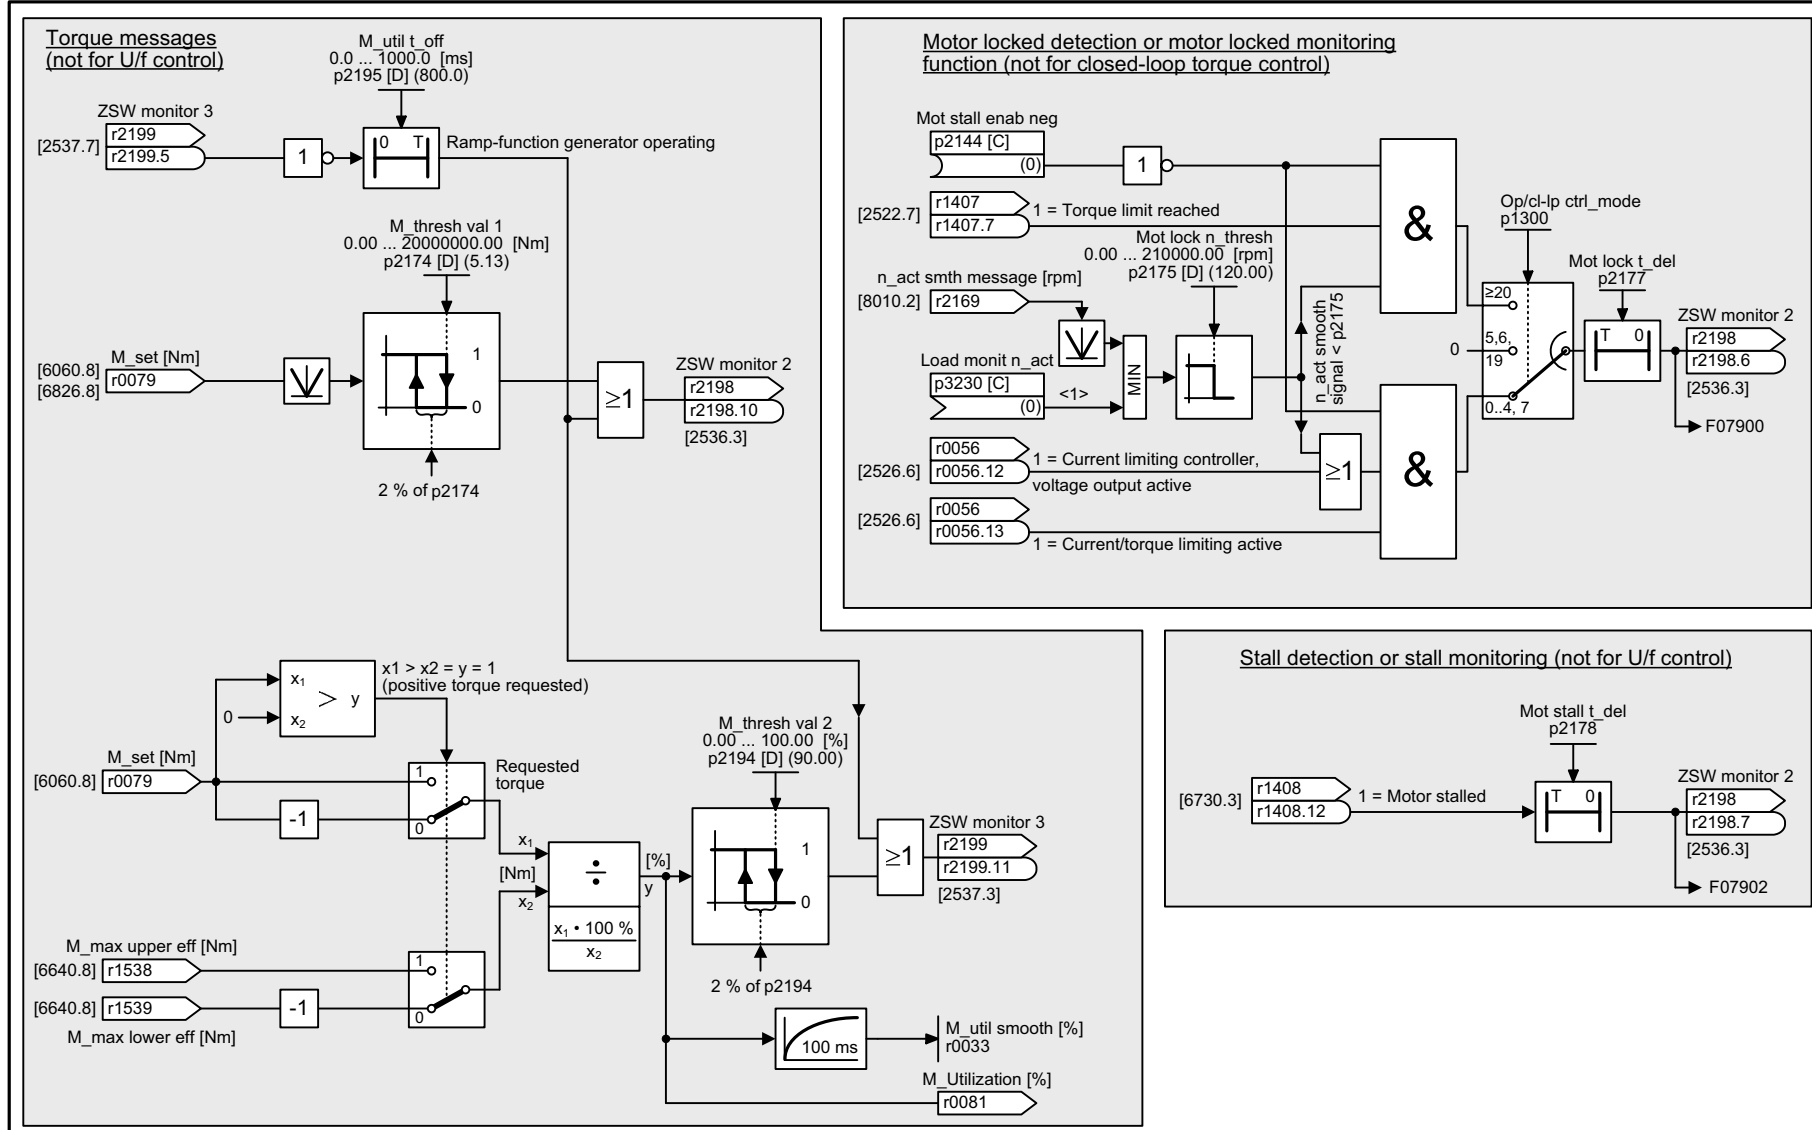 Torque messages
(not for U/f control)
M_util t_off
0.0 ... 1000.0 [ms]
p2195 [D] (800.0)
ZSW monitor 3
[2537.7]
r2199
r2199.5
1
0 T
Ramp-function generator operating
M_thresh val 1
0.00 ... 20000000.00 [Nm]
p2174 [D] (5.13)
[6060.8]
[6826.8]
M_set [Nm]
r0079
1
0
2 % of p2174
≥1
ZSW monitor 2
r2198
r2198.10
[2536.3]
x1
x2
> y
0
x1 > x2 = y = 1
(positive torque requested)
M_set [Nm]
[6060.8]
r0079
-1
1
0
Requested
torque
M_max upper eff [Nm]
[6640.8]
r1538
[6640.8]
r1539
M_max lower eff [Nm]
-1
1
0
x1
[Nm]
x2
÷
x1 • 100 %
x2
[%]
y
M_thresh val 2
0.00 ... 100.00 [%]
p2194 [D] (90.00)
1
0
2 % of p2194
≥1
ZSW monitor 3
r2199
r2199.11
[2537.3]
100 ms
M_util smooth [%]
r0033
M_Utilization [%]
r0081
Motor locked detection or motor locked monitoring
function (not for closed-loop torque control)
Mot stall enab neg
p2144 [C]
(0)
1
[2522.7]
r1407
r1407.7
1 = Torque limit reached
Mot lock n_thresh
0.00 ... 210000.00 [rpm]
p2175 [D] (120.00)
n_act smth message [rpm]
[8010.2]
r2169
Load monit n_act
p3230 [C]
(0)
<1>
MIN
n_act smooth
signal < p2175
[2526.6]
r0056
r0056.12
1 = Current limiting controller,
voltage output active
[2526.6]
r0056
r0056.13
1 = Current/torque limiting active
≥1
&
&
Op/cl-lp ctrl_mode
p1300
≥20
0
5,6,
19
0..4, 7
Mot lock t_del
p2177
T 0
ZSW monitor 2
r2198
r2198.6
[2536.3]
F07900
Stall detection or stall monitoring (not for U/f control)
Mot stall t_del
p2178
[6730.3]
r1408
r1408.12
1 = Motor stalled
T 0
ZSW monitor 2
r2198
r2198.7
[2536.3]
F07902